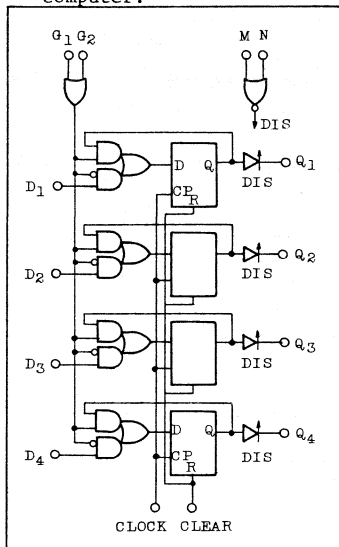 computer.
G1 G2 M N
DIS
D Q Q1
D1 CP R DIS
Q2
D2 DIS
Q3
D3 DIS
D Q Q4
D4 CP R DIS
CLOCK CLEAR